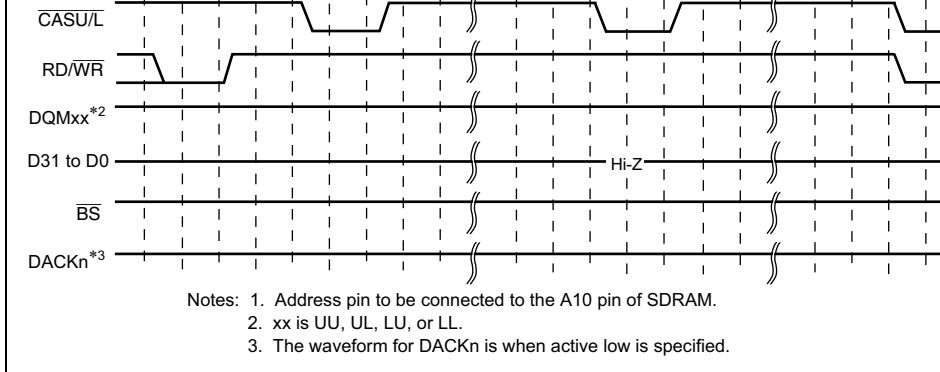 CASU/L
RD/WR
DQMxx*2
D31 to D0
Hi-Z
BS
DACKn*3
Notes: 1. Address pin to be connected to the A10 pin of SDRAM.
2. xx is UU, UL, LU, or LL.
3. The waveform for DACKn is when active low is specified.